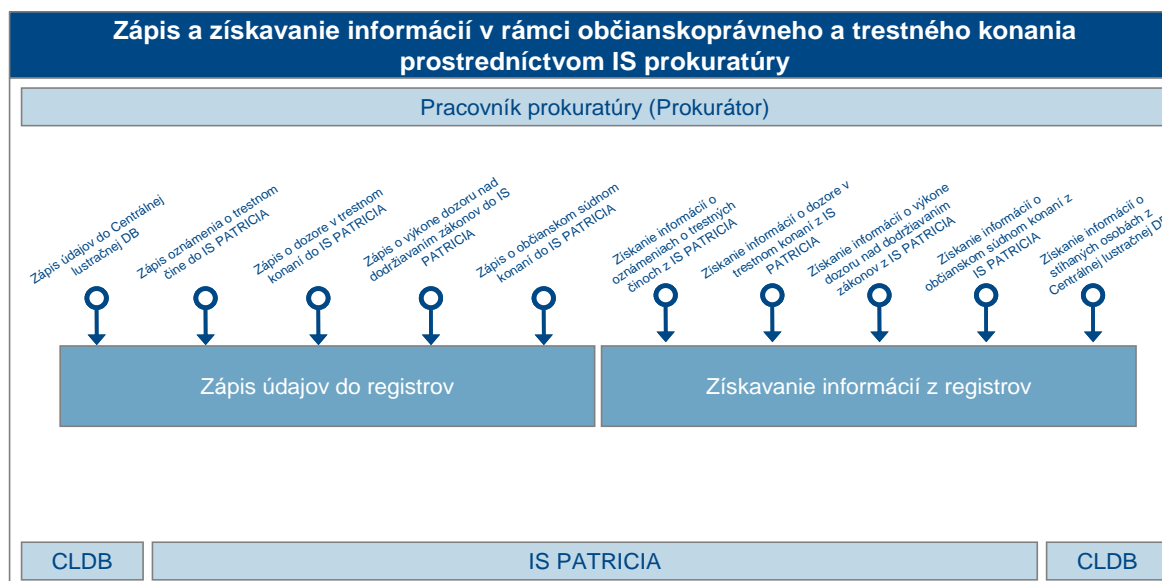 Zápis a získavanie informácií v rámci občianskoprávneho a trestného konania
prostredníctvom IS prokuratúry
Pracovník prokuratúry (Prokurátor)
Zápis údajov do Centrálnej
lustračnej DB
Zápis oznámenia o trestnom
čine do IS PATRICIA
Zápis o dozore v trestnom
konaní do IS PATRICIA
Zápis o výkone dozoru nad
dodržiavaním zákonov do IS
PATRICIA
Zápis o občianskom súdnom
konaní do IS PATRICIA
Získanie informácii o
oznámeniach o trestných
činoch z IS PATRICIA
Získanie informácií o dozore v
trestnom konaní z IS
PATRICIA
Získanie informácií o výkone
dozoru nad dodržiavaním
zákonov z IS PATRICIA
Získanie informácií o
občianskom súdnom konaní z
IS PATRICIA
Získanie informácií o
stíhaných osobách z
Centrálnej lustračnej DB
Zápis údajov do registrov
Získavanie informácií z registrov
CLDB
IS PATRICIA
CLDB